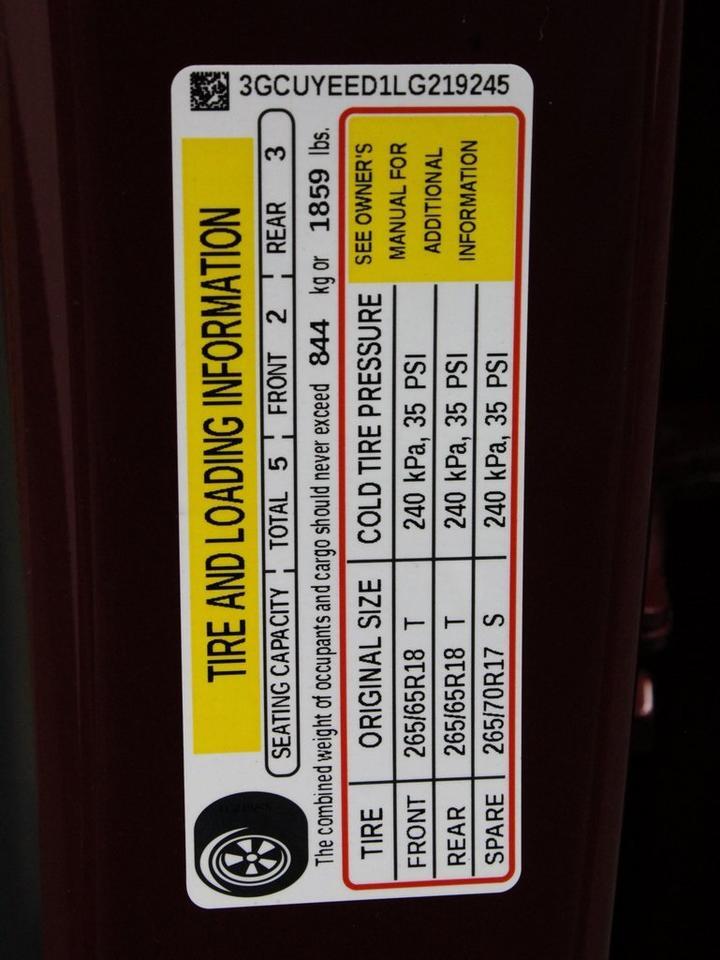 3GCUYEED1LG219245
TIRE AND LOADING INFORMATION
SEATING CAPACITY TOTAL 5 FRONT 2 REAR 3
The combined weight of occupants and cargo should never exceed 844 kg or 1859 lbs.
TIRE ORIGINAL SIZE COLD TIRE PRESSURE
FRONT 265/65R18 T 240 kPa, 35 PSI
REAR 265/65R18 T 240 kPa, 35 PSI
SPARE 265/70R17 S 240 kPa, 35 PSI
SEE OWNER'S
MANUAL FOR
ADDITIONAL
INFORMATION